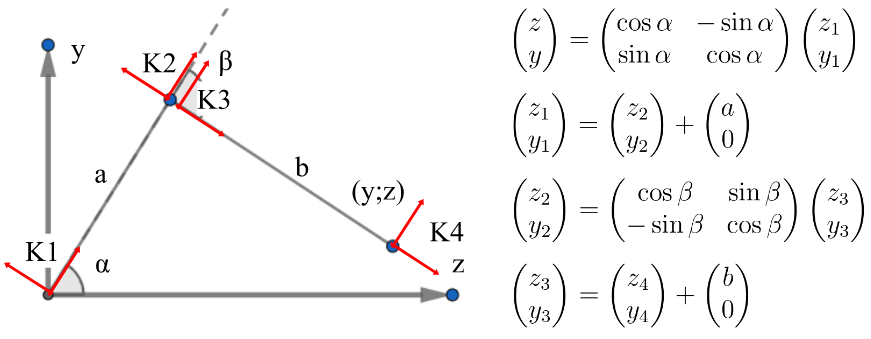 y
K2
β
K3
a
b
(y;z)
K1
α
K4
z
(z y) = (cos α − sin α sin α cos α) (z₁ y₁)
(z₁ y₁) = (z₂ y₂) + (a 0)
(z₂ y₂) = (cos β sin β − sin β cos β) (z₃ y₃)
(z₃ y₃) = (z₄ y₄) + (b 0)